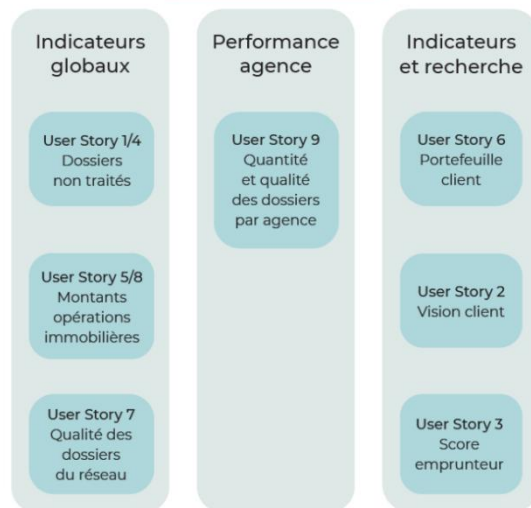 Indicateurs
globaux
User Story 1/4
Dossiers
non traités
User Story 5/8
Montants
opérations
immobilières
User Story 7
Qualité des
dossiers
du réseau
Performance
agence
User Story 9
Quantité
et qualité
des dossiers
par agence
Indicateurs
et recherche
User Story 6
Portefeuille
client
User Story 2
Vision client
User Story 3
Score
emprunteur